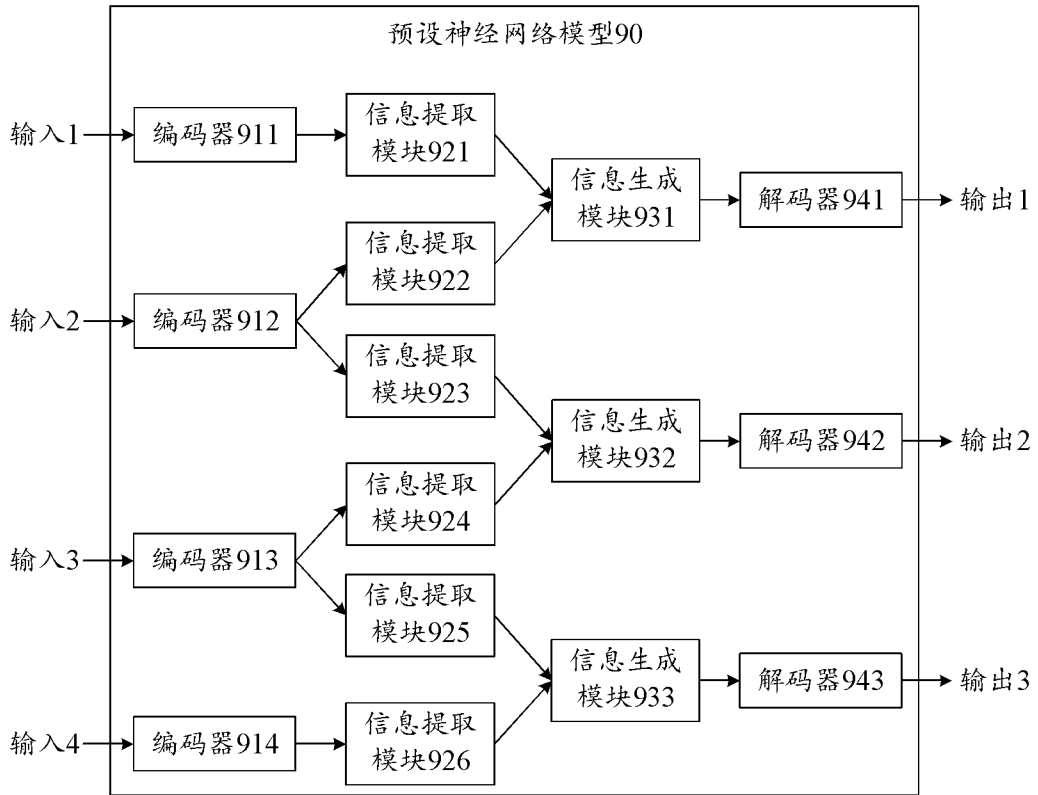 预设神经网络模型90
输入1
编码器911
信息提取
模块921
信息生成
模块931
解码器941
输出1
信息提取
模块922
输入2
编码器912
信息提取
模块923
信息生成
模块932
解码器942
输出2
信息提取
模块924
输入3
编码器913
信息提取
模块925
信息生成
模块933
解码器943
输出3
输入4
编码器914
信息提取
模块926